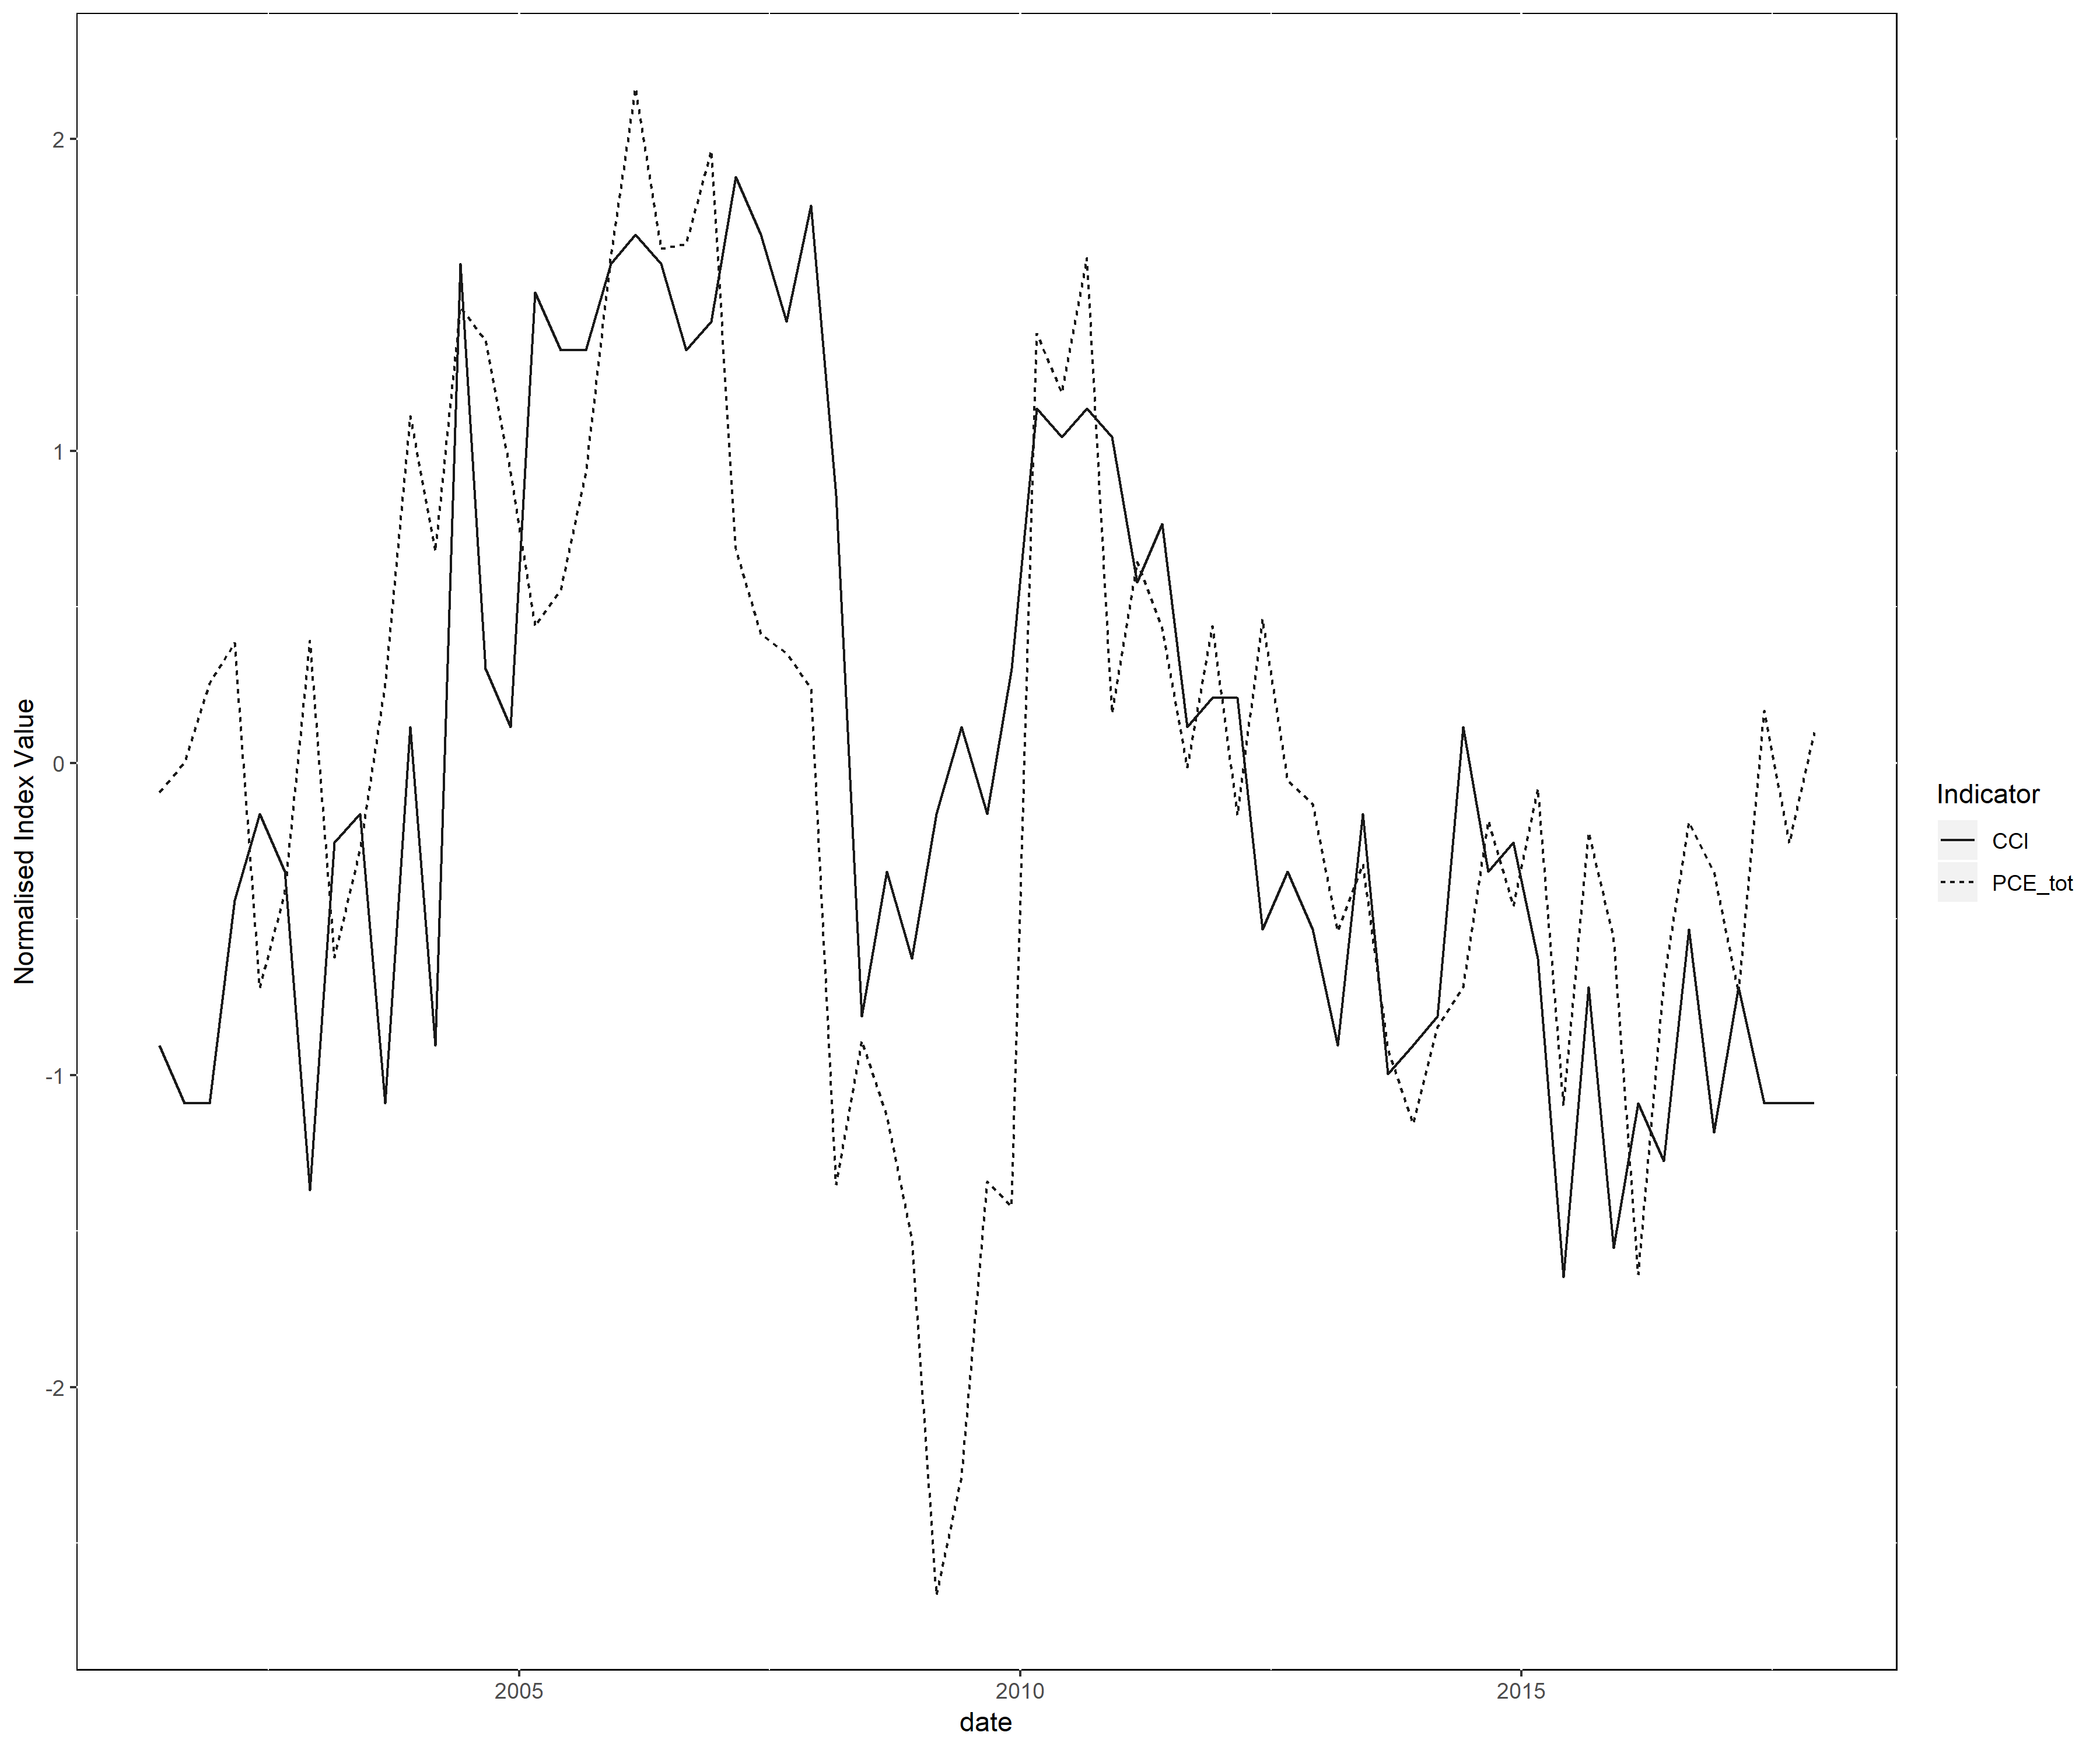 Normalised Index Value
2
1
0
-1
-2
2005
2010
2015
date
Indicator
CCI
PCE_tot